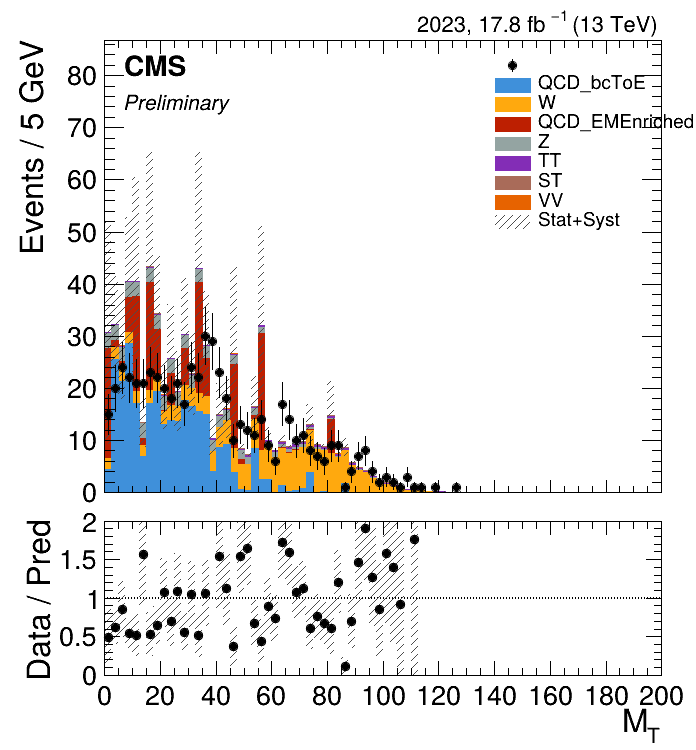 2023, 17.8 fb⁻¹ (13 TeV)
Events / 5 GeV
CMS
Preliminary
QCD_bcToE
W
QCD_EMEnriched
Z
TT
ST
VV
Stat+Syst
80
70
60
50
40
30
20
10
0
Data / Pred
2
1.5
1
0.5
0
0 20 40 60 80 100 120 140 160 180 200
M_T